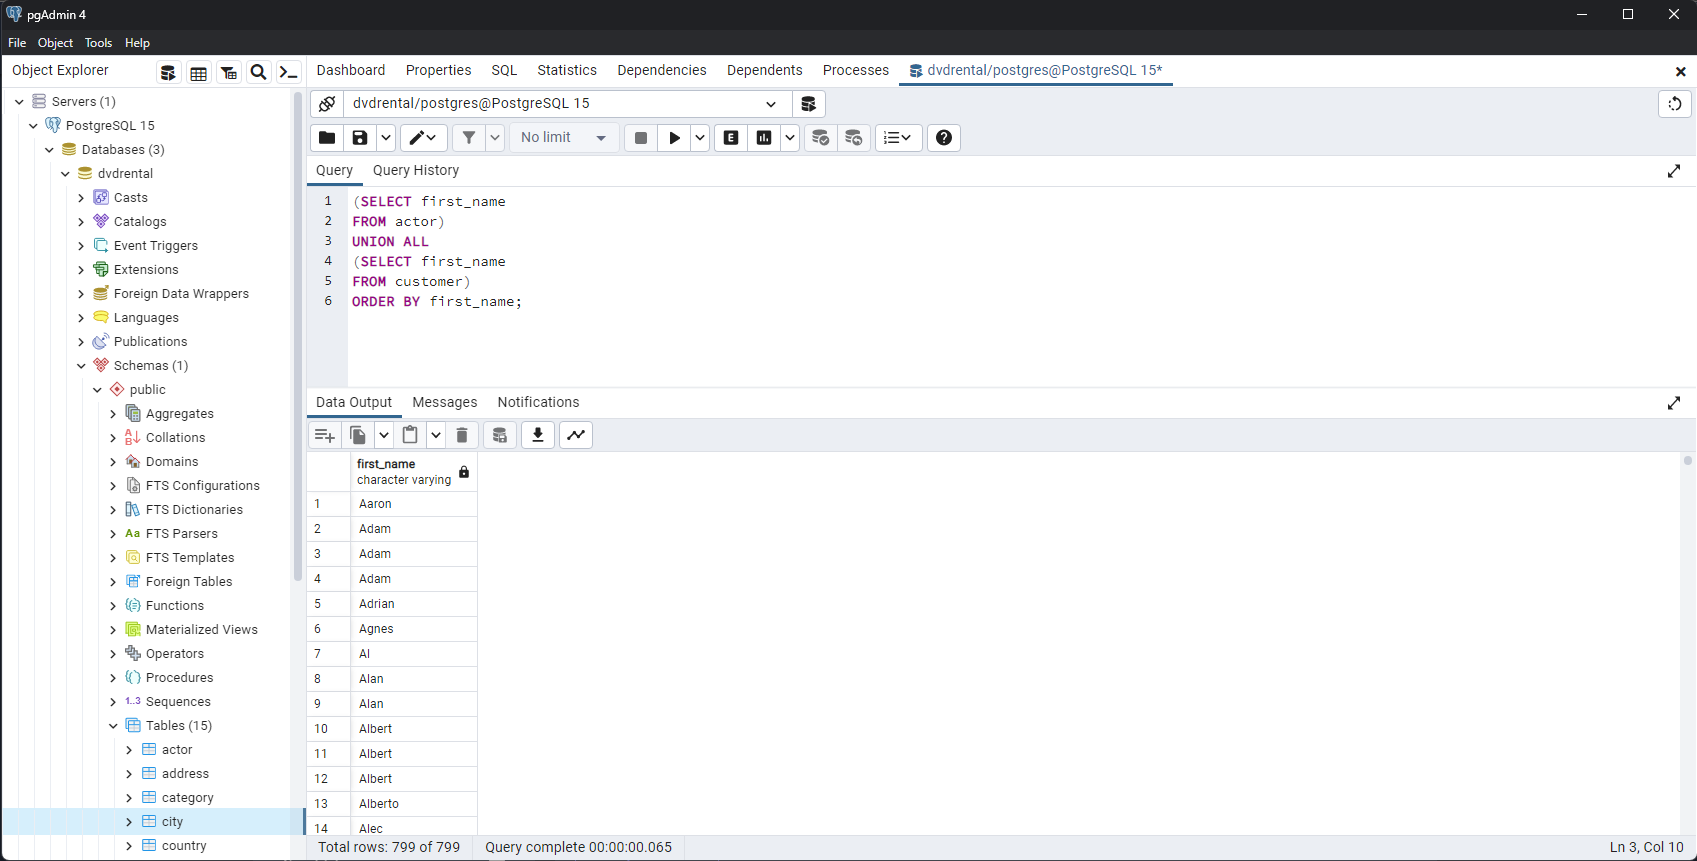 pgAdmin 4
File Object Tools Help
Object Explorer
Dashboard Properties SQL Statistics Dependencies Dependents Processes dvdrental/postgres@PostgreSQL 15*
Servers (1)
PostgreSQL 15
Databases (3)
dvdrental
Casts
Catalogs
Event Triggers
Extensions
Foreign Data Wrappers
Languages
Publications
Schemas (1)
public
Aggregates
Collations
Domains
FTS Configurations
FTS Dictionaries
Aa FTS Parsers
FTS Templates
Foreign Tables
Functions
Materialized Views
Operators
Procedures
1..3 Sequences
Tables (15)
actor
address
category
city
country
dvdrental/postgres@PostgreSQL 15
No limit
E
Query Query History
1 (SELECT first_name
2 FROM actor)
3 UNION ALL
4 (SELECT first_name
5 FROM customer)
6 ORDER BY first_name;
Data Output Messages Notifications
first_name
character varying
1 Aaron
2 Adam
3 Adam
4 Adam
5 Adrian
6 Agnes
7 Al
8 Alan
9 Alan
10 Albert
11 Albert
12 Albert
13 Alberto
14 Alec
Total rows: 799 of 799 Query complete 00:00:00.065 Ln 3, Col 10